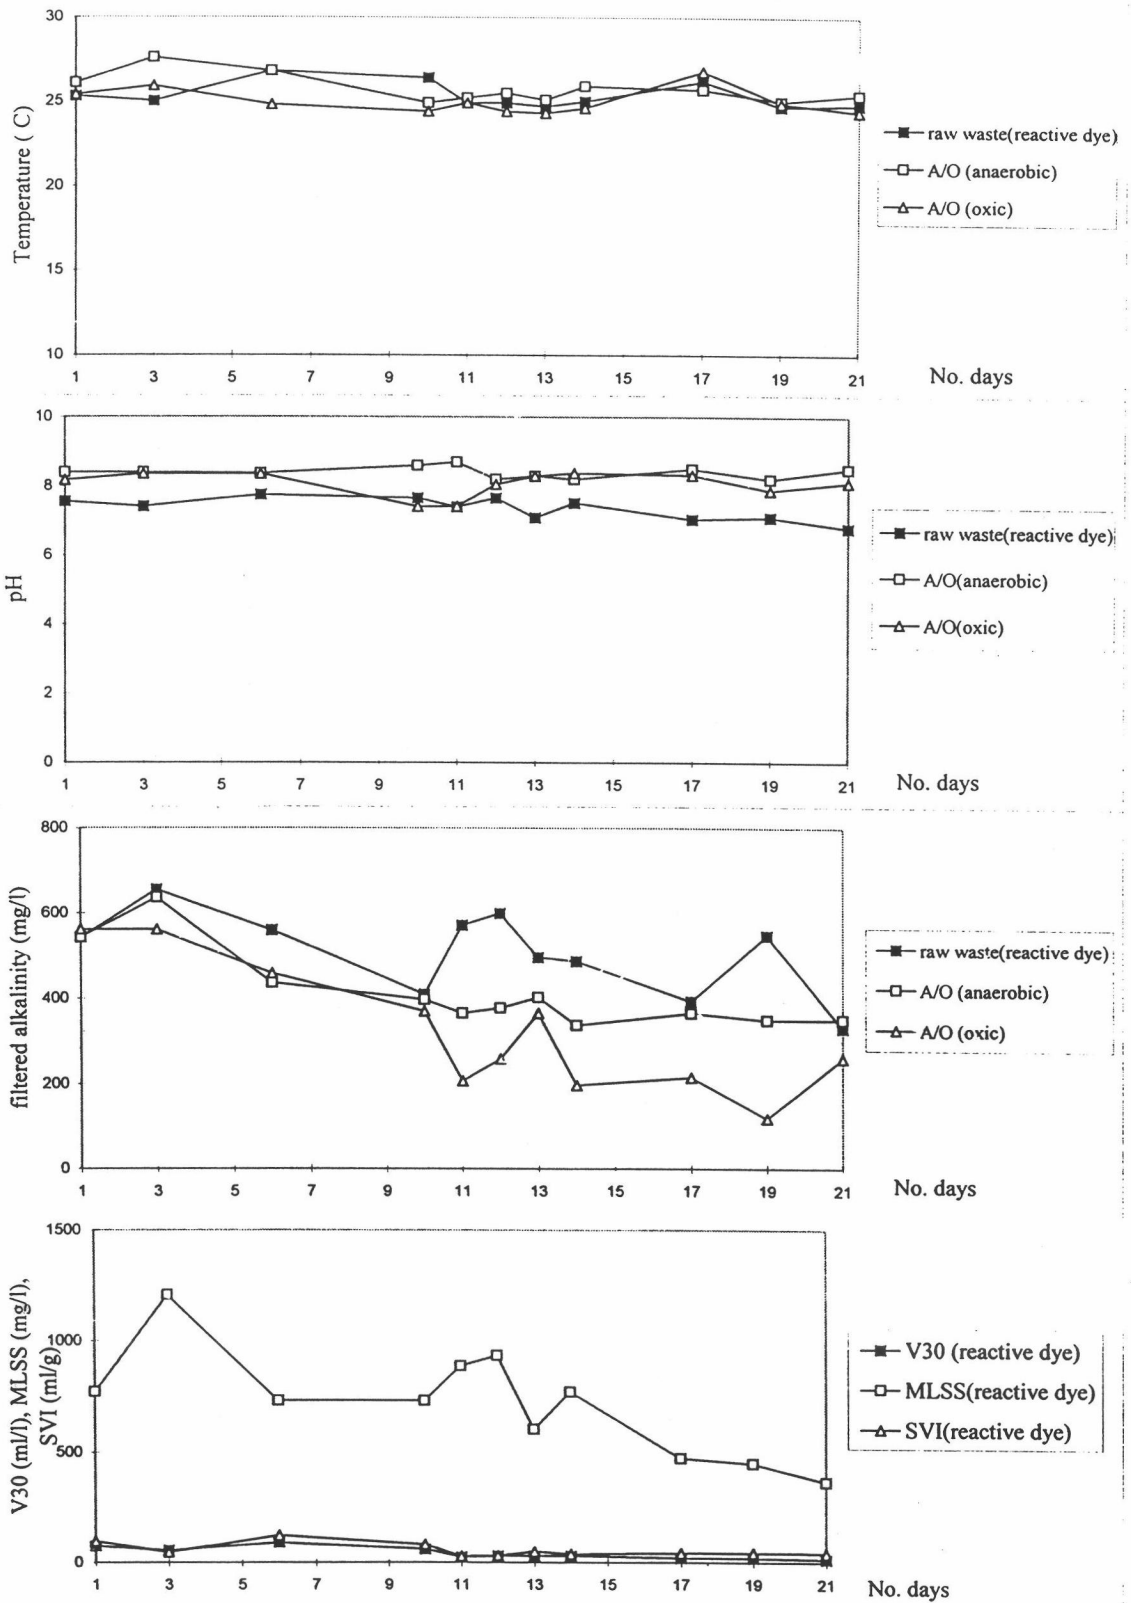 30
25
20
15
10
Temperature ( C)
1 3 5 7 9 11 13 15 17 19 21
No. days
raw waste(reactive dye)
A/O (anaerobic)
A/O (oxic)
10
8
6
4
2
0
pH
1 3 5 7 9 11 13 15 17 19 21
No. days
raw waste(reactive dye)
A/O(anaerobic)
A/O(oxic)
800
600
400
200
0
filtered alkalinity (mg/l)
1 3 5 7 9 11 13 15 17 19 21
No. days
raw waste(reactive dye)
A/O (anaerobic)
A/O (oxic)
1500
1000
500
0
V30 (ml/l), MLSS (mg/l),
SVI (ml/g)
1 3 5 7 9 11 13 15 17 19 21
No. days
V30 (reactive dye)
MLSS(reactive dye)
SVI(reactive dye)